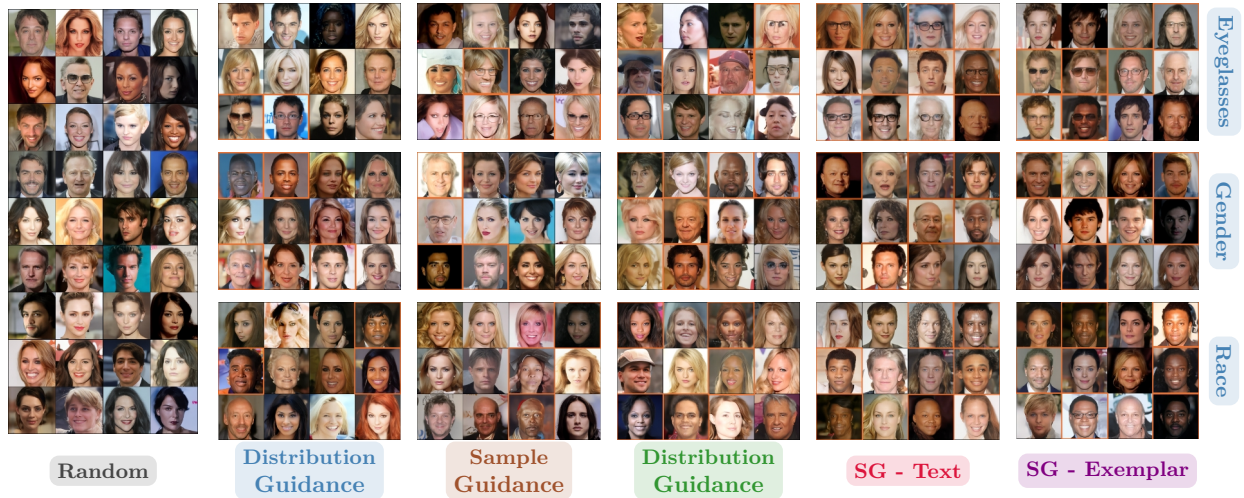 Eyeglasses
Gender
Race
Random
Distribution
Guidance
Sample
Guidance
Distribution
Guidance
SG - Text
SG - Exemplar